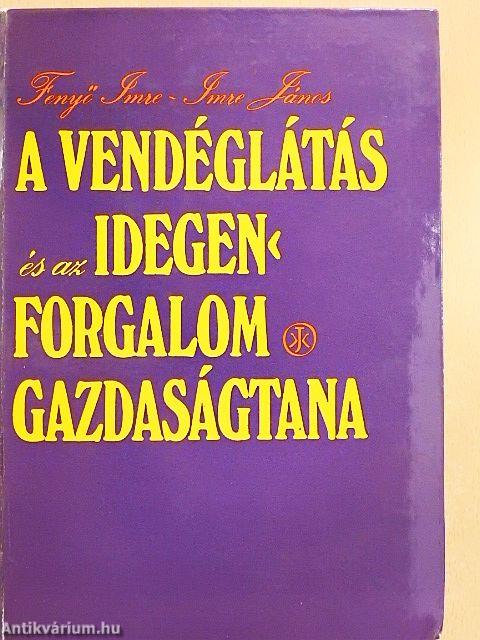 Fenyő Imre - Imre János
A VENDÉGLÁTÁS
és az IDEGEN‹
FORGALOM KJK
GAZDASÁGTANA
Antikvárium.hu